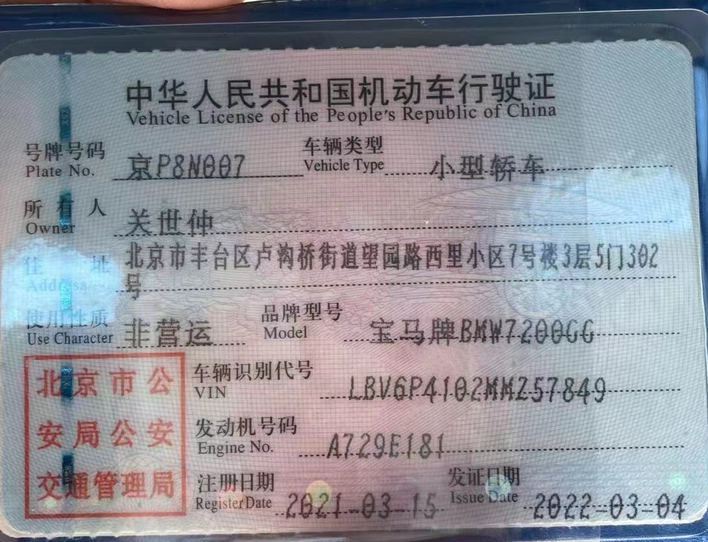 中华人民共和国机动车行驶证
Vehicle License of the People's Republic of China
号牌号码 Plate No. 京P8N007 车辆类型 Vehicle Type 小型轿车
所有人 Owner 关世仲
住址 Address 北京市丰台区卢沟桥街道望园路西里小区7号楼3层5门302
号
使用性质 Use Character 非营运 品牌型号 Model 宝马牌BMW7200GG
车辆识别代号 VIN LBV6P4102MMZ57849
发动机号码 Engine No. A729E181
注册日期 Register Date 2021-03-15 发证日期 Issue Date 2022-03-04
北京市公
安局公安
交通管理局